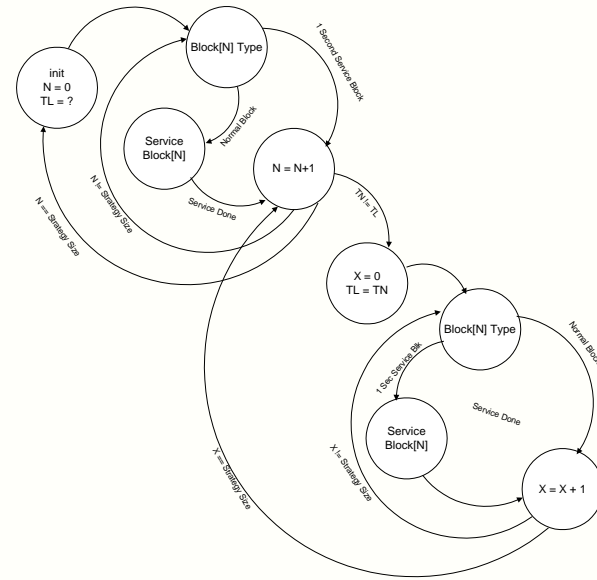 Block[N] Type
1 Second Service Block
init
N = 0
TL = ?
Normal Block
Service
Block[N]
N = N+1
Service Done
N != Strategy Size
N == Strategy Size
TN != TL
X = 0
TL = TN
Block[N] Type
Normal Block
1 Sec Service Blk
Service Done
Service
Block[N]
X != Strategy Size
X == Strategy Size
X = X + 1